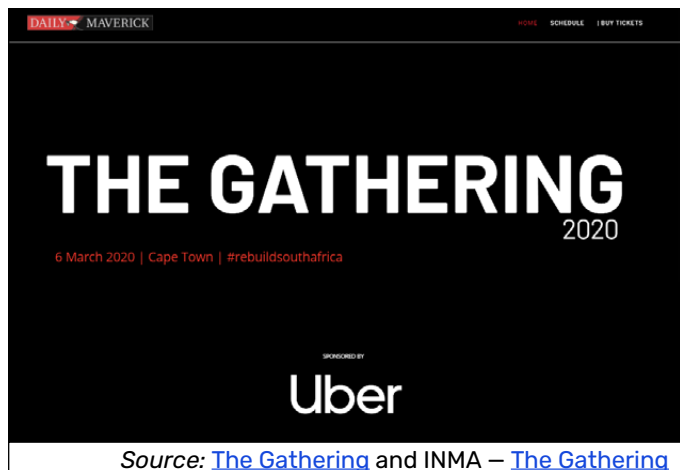 DAILY MAVERICK
HOME SCHEDULE | BUY TICKETS
THE GATHERING
2020
6 March 2020 | Cape Town | #rebuildsouthafrica
SPONSORED BY
Uber
Source: The Gathering and INMA – The Gathering